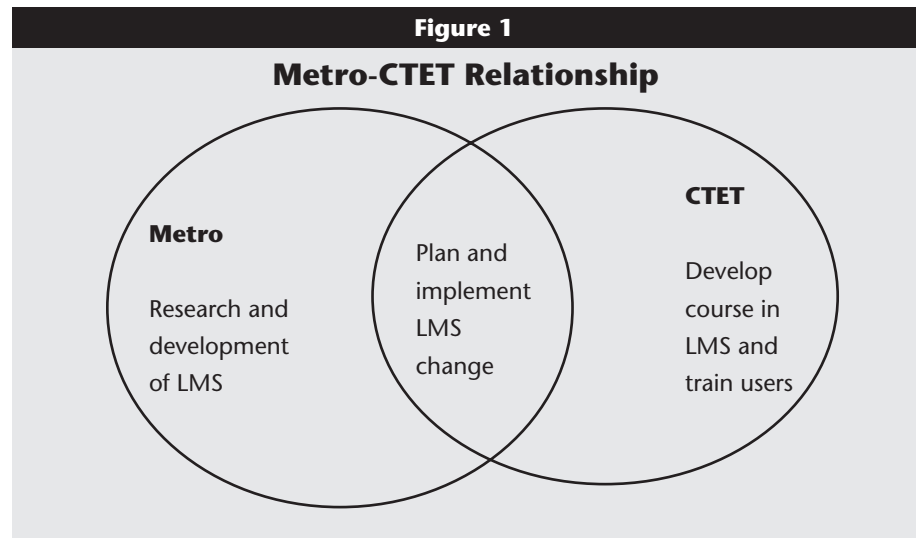 Figure 1
Metro-CTET Relationship
Metro
Research and
development
of LMS
Plan and
implement
LMS
change
CTET
Develop
course in
LMS and
train users